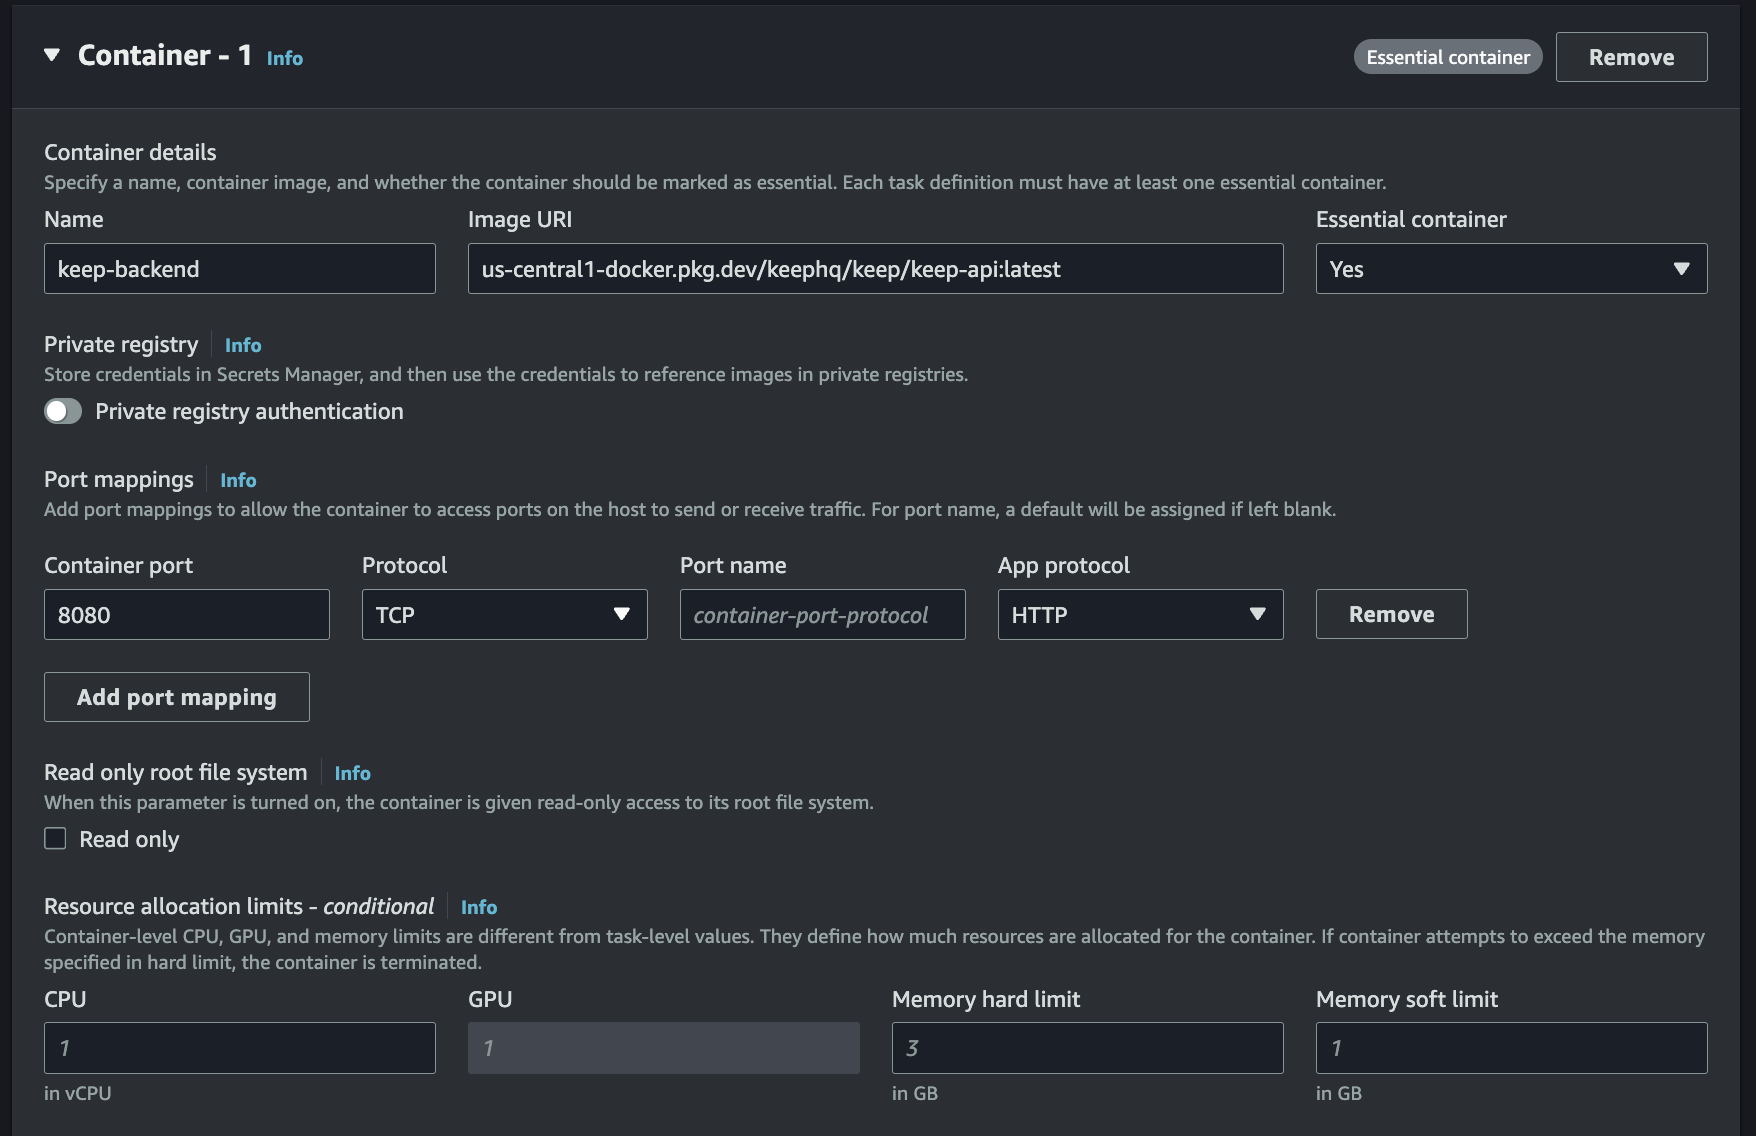 Container - 1 Info Essential container Remove
Container details
Specify a name, container image, and whether the container should be marked as essential. Each task definition must have at least one essential container.
Name Image URI Essential container
keep-backend us-central1-docker.pkg.dev/keephq/keep/keep-api:latest Yes
Private registry Info
Store credentials in Secrets Manager, and then use the credentials to reference images in private registries.
Private registry authentication
Port mappings Info
Add port mappings to allow the container to access ports on the host to send or receive traffic. For port name, a default will be assigned if left blank.
Container port Protocol Port name App protocol
8080 TCP container-port-protocol HTTP Remove
Add port mapping
Read only root file system Info
When this parameter is turned on, the container is given read-only access to its root file system.
Read only
Resource allocation limits - conditional Info
Container-level CPU, GPU, and memory limits are different from task-level values. They define how much resources are allocated for the container. If container attempts to exceed the memory
specified in hard limit, the container is terminated.
CPU GPU Memory hard limit Memory soft limit
1 1 3 1
in vCPU in GB in GB